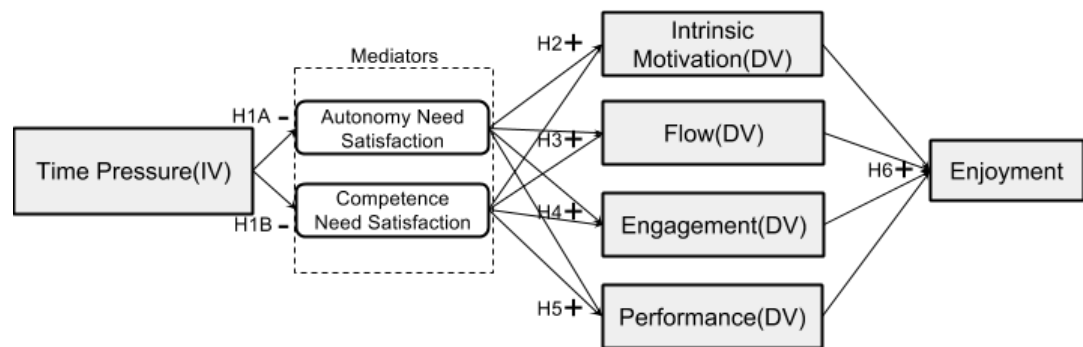 Mediators
Time Pressure(IV)
H1A -
H1B -
Autonomy Need
Satisfaction
Competence
Need Satisfaction
H2+
H3+
H4+
H5+
Intrinsic
Motivation(DV)
Flow(DV)
Engagement(DV)
Performance(DV)
H6+
Enjoyment